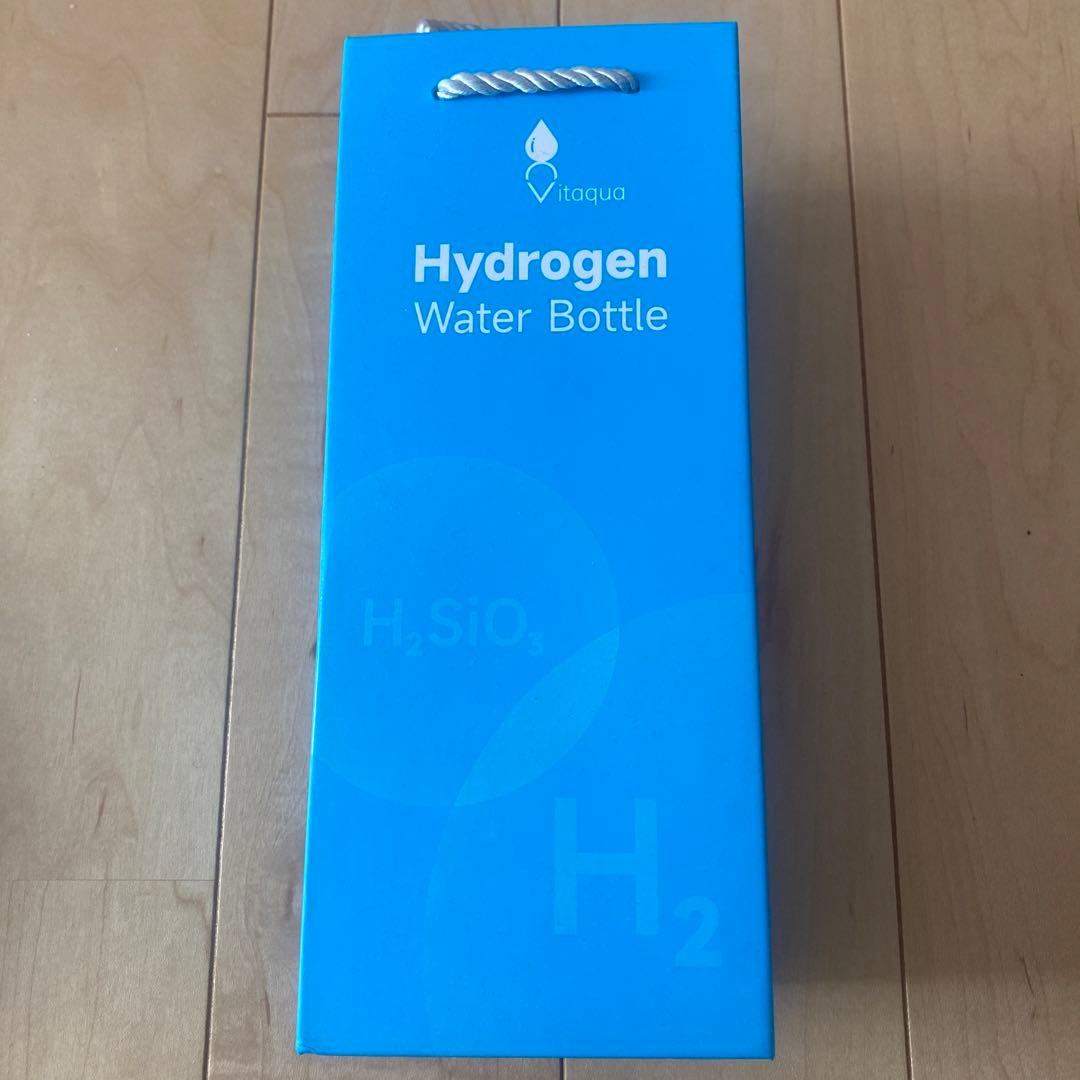 Vitaqua
Hydrogen
Water Bottle
H₂SiO₃
H₂